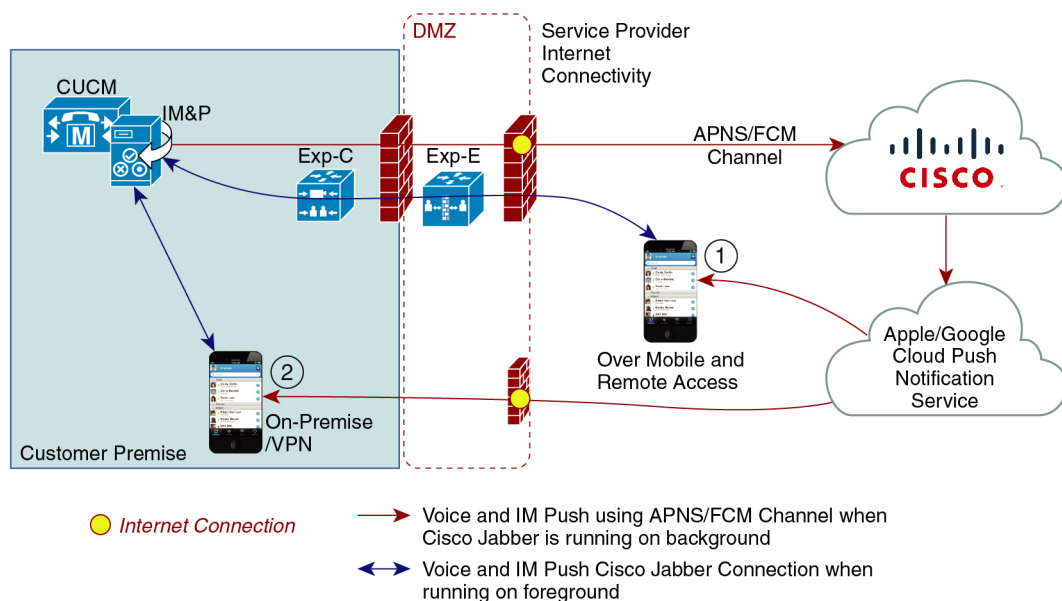 DMZ
Service Provider
Internet
Connectivity
CUCM
IM&P
M
Exp-C
Exp-E
APNS/FCM
Channel
CISCO
1
Over Mobile and
Remote Access
Apple/Google
Cloud Push
Notification
Service
2
On-Premise
/VPN
Customer Premise
Internet Connection
Voice and IM Push using APNS/FCM Channel when
Cisco Jabber is running on background
Voice and IM Push Cisco Jabber Connection when
running on foreground